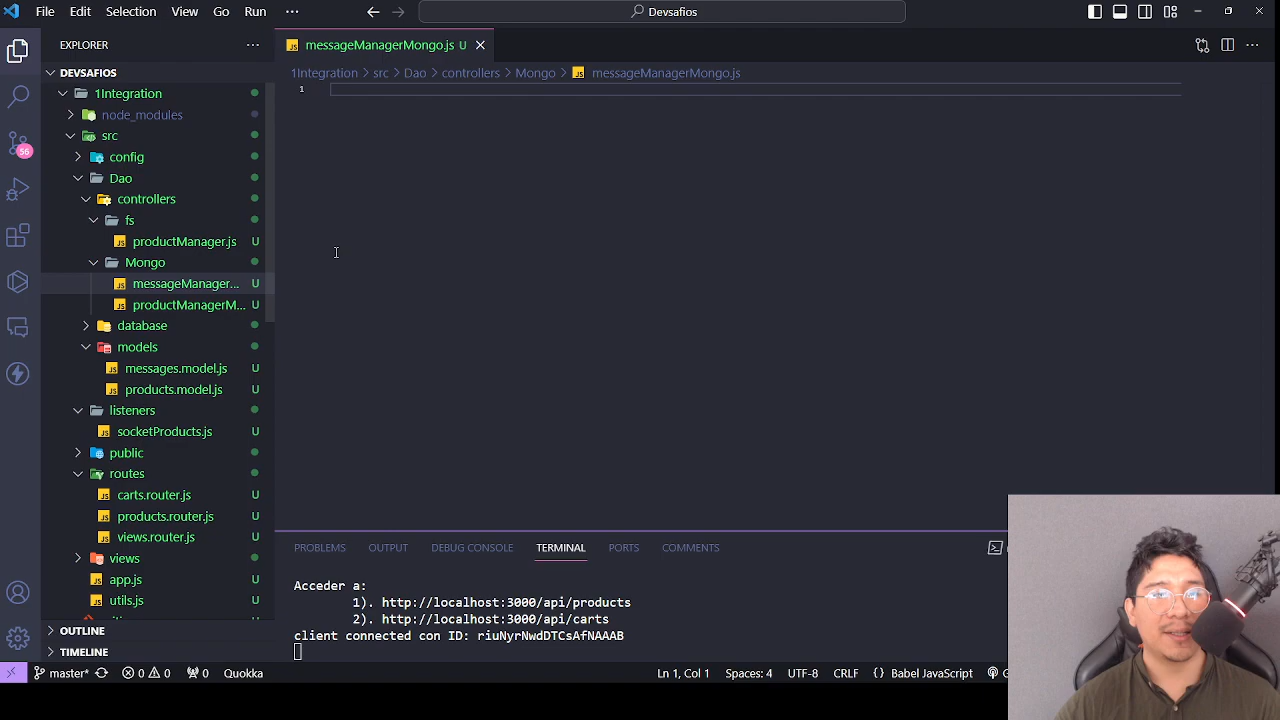 File Edit Selection View Go Run ··· Devsafios
EXPLORER ···
messageManagerMongo.js U
DEVSAFIOS
1Integration > src > Dao > controllers > Mongo > messageManagerMongo.js
1
1Integration
node_modules
src
config
Dao
controllers
fs
productManager.js U
Mongo
messageManager... U
productManagerM... U
database
models
messages.model.js U
products.model.js U
listeners
socketProducts.js U
public
routes
carts.router.js U
products.router.js U
views.router.js U
views
app.js U
utils.js U
OUTLINE
TIMELINE
56
PROBLEMS OUTPUT DEBUG CONSOLE TERMINAL PORTS COMMENTS
Acceder a:
1). http://localhost:3000/api/products
2). http://localhost:3000/api/carts
client connected con ID: riuNyrNwdDTCsAfNAAAB
master* 0 0 0 Quokka Ln 1, Col 1 Spaces: 4 UTF-8 CRLF {} Babel JavaScript